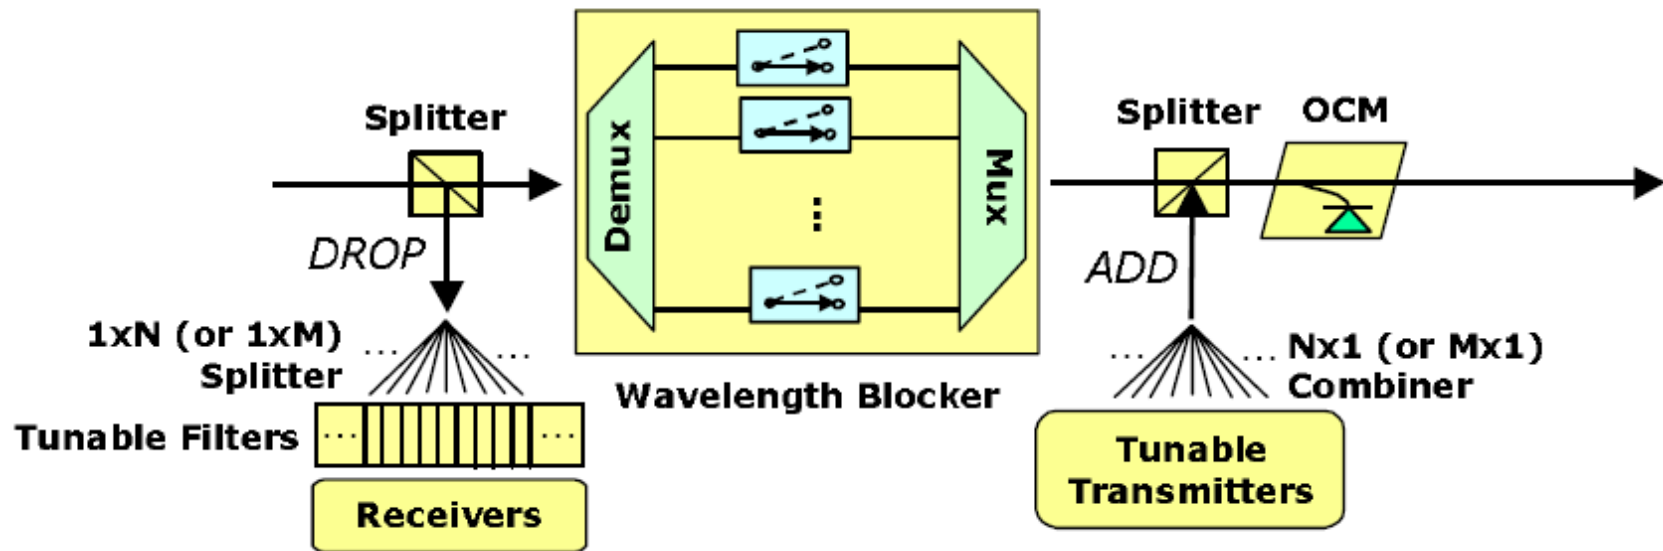 Splitter
DROP
1xN (or 1xM)
Splitter
...
...
Tunable Filters
...
...
Receivers
Demux
...
Mux
Wavelength Blocker
Splitter
OCM
ADD
...
...
Nx1 (or Mx1)
Combiner
Tunable
Transmitters